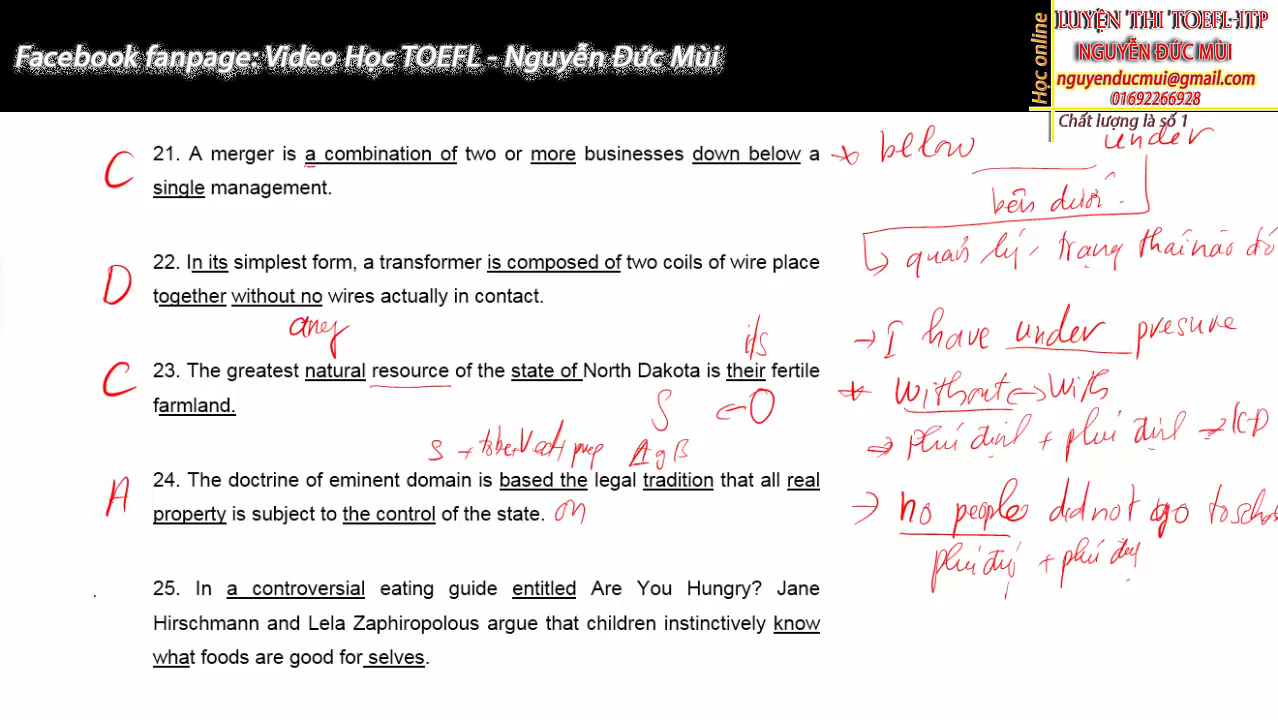 Facebook fanpage: Video Học TOEFL - Nguyễn Đức Mùi
Học online
LUYỆN THI TOEFL-ITP
NGUYỄN ĐỨC MÙI
nguyenducmui@gmail.com
01692266928
Chất lượng là số 1
C
21. A merger is a combination of two or more businesses down below a
single management.
D
22. In its simplest form, a transformer is composed of two coils of wire place
together without no wires actually in contact.
any
its
C
23. The greatest natural resource of the state of North Dakota is their fertile
farmland.
S ← O
S + tobe + Ved + prep
A of B
A
24. The doctrine of eminent domain is based the legal tradition that all real
property is subject to the control of the state. on
25. In a controversial eating guide entitled Are You Hungry? Jane
Hirschmann and Lela Zaphiropolous argue that children instinctively know
what foods are good for selves.
* below under
bên dưới
quản lý, trạng thái nào đó
→ I have under presure
* without ↔ with
→ phủ định + phủ định → KĐ
→ no people did not go to school
phủ định + phủ định